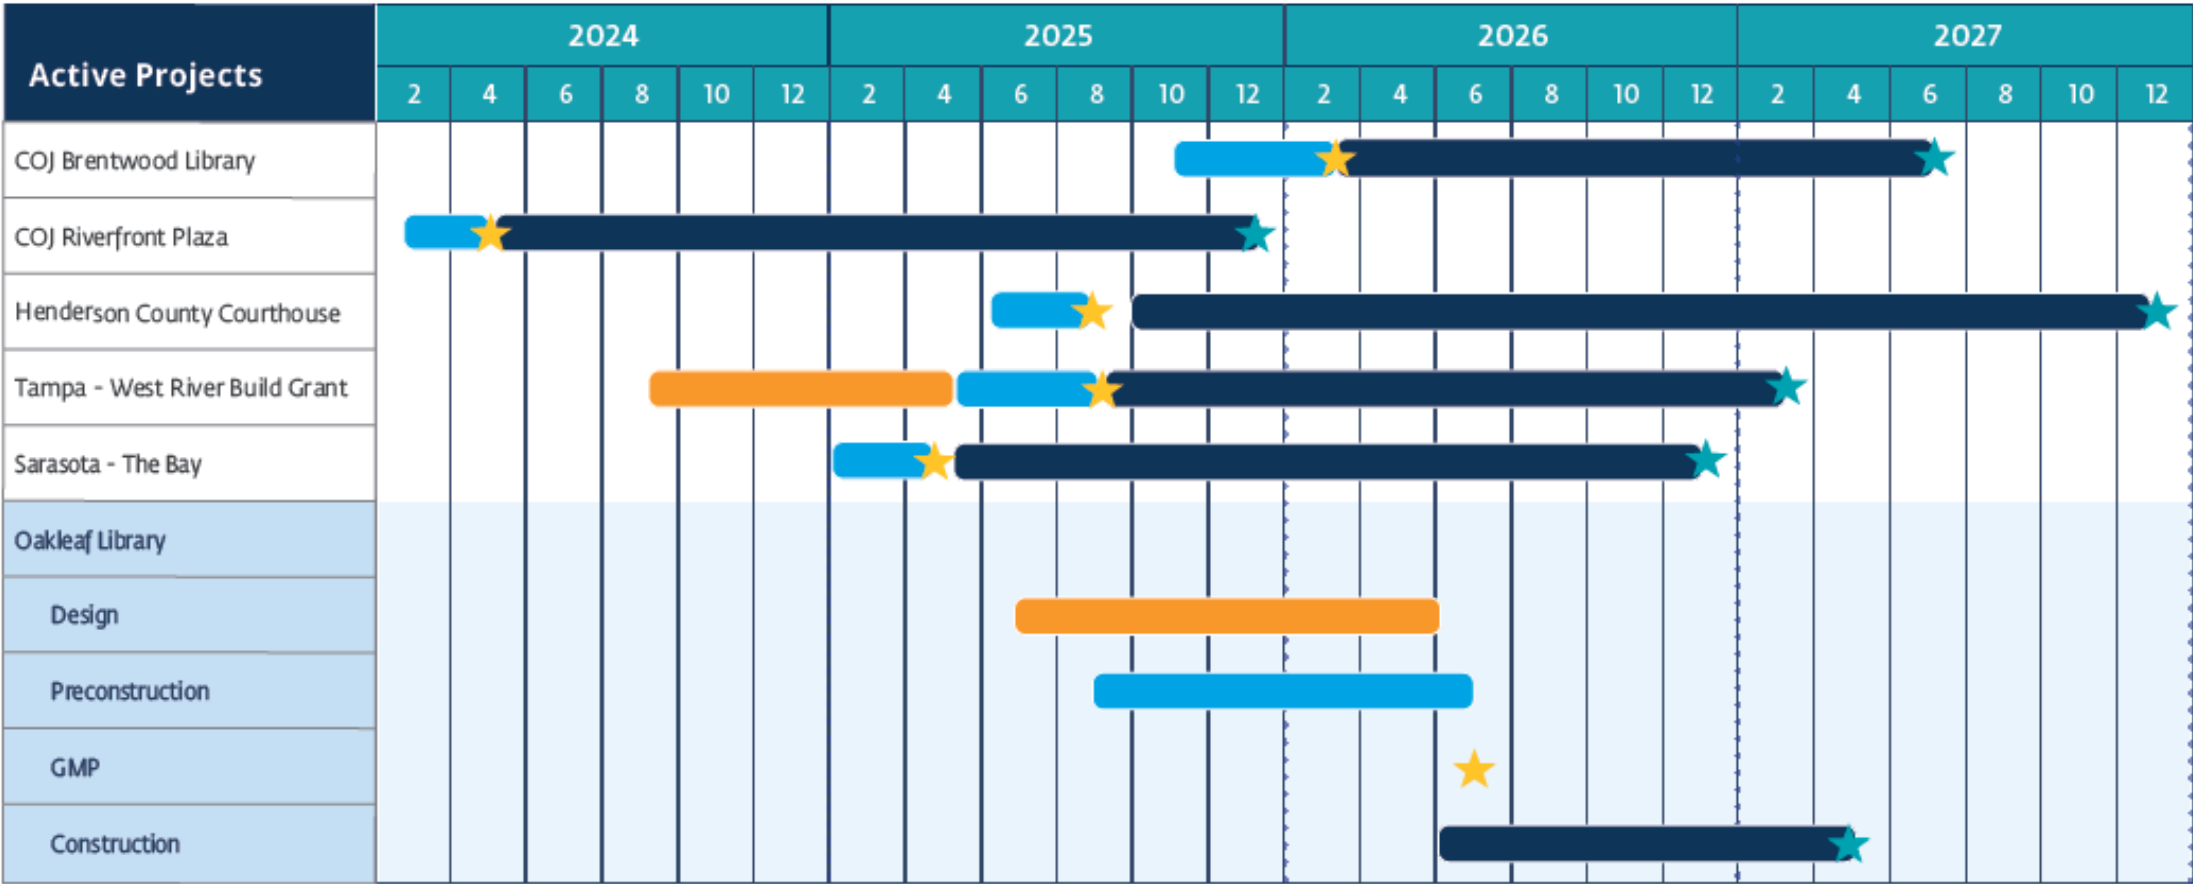 2024 2025 2026 2027
Active Projects
2 4 6 8 10 12 2 4 6 8 10 12 2 4 6 8 10 12 2 4 6 8 10 12
COJ Brentwood Library
COJ Riverfront Plaza
Henderson County Courthouse
Tampa - West River Build Grant
Sarasota - The Bay
Oakleaf Library
Design
Preconstruction
GMP
Construction